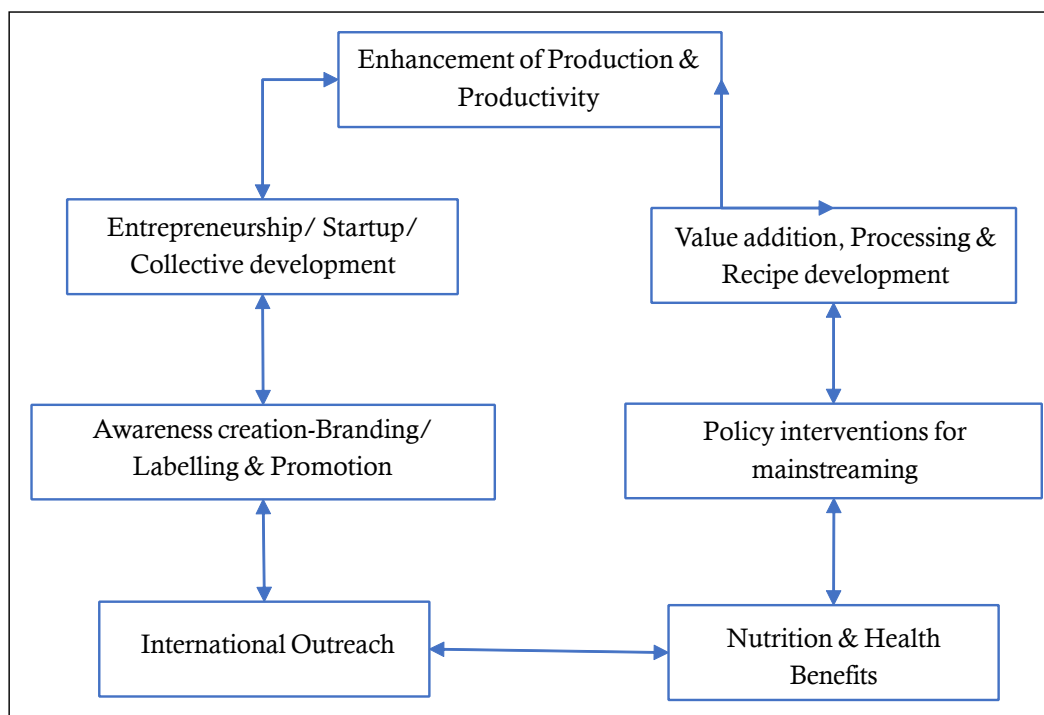 Enhancement of Production &
Productivity
Entrepreneurship/ Startup/
Collective development
Value addition, Processing &
Recipe development
Awareness creation-Branding/
Labelling & Promotion
Policy interventions for
mainstreaming
International Outreach
Nutrition & Health
Benefits